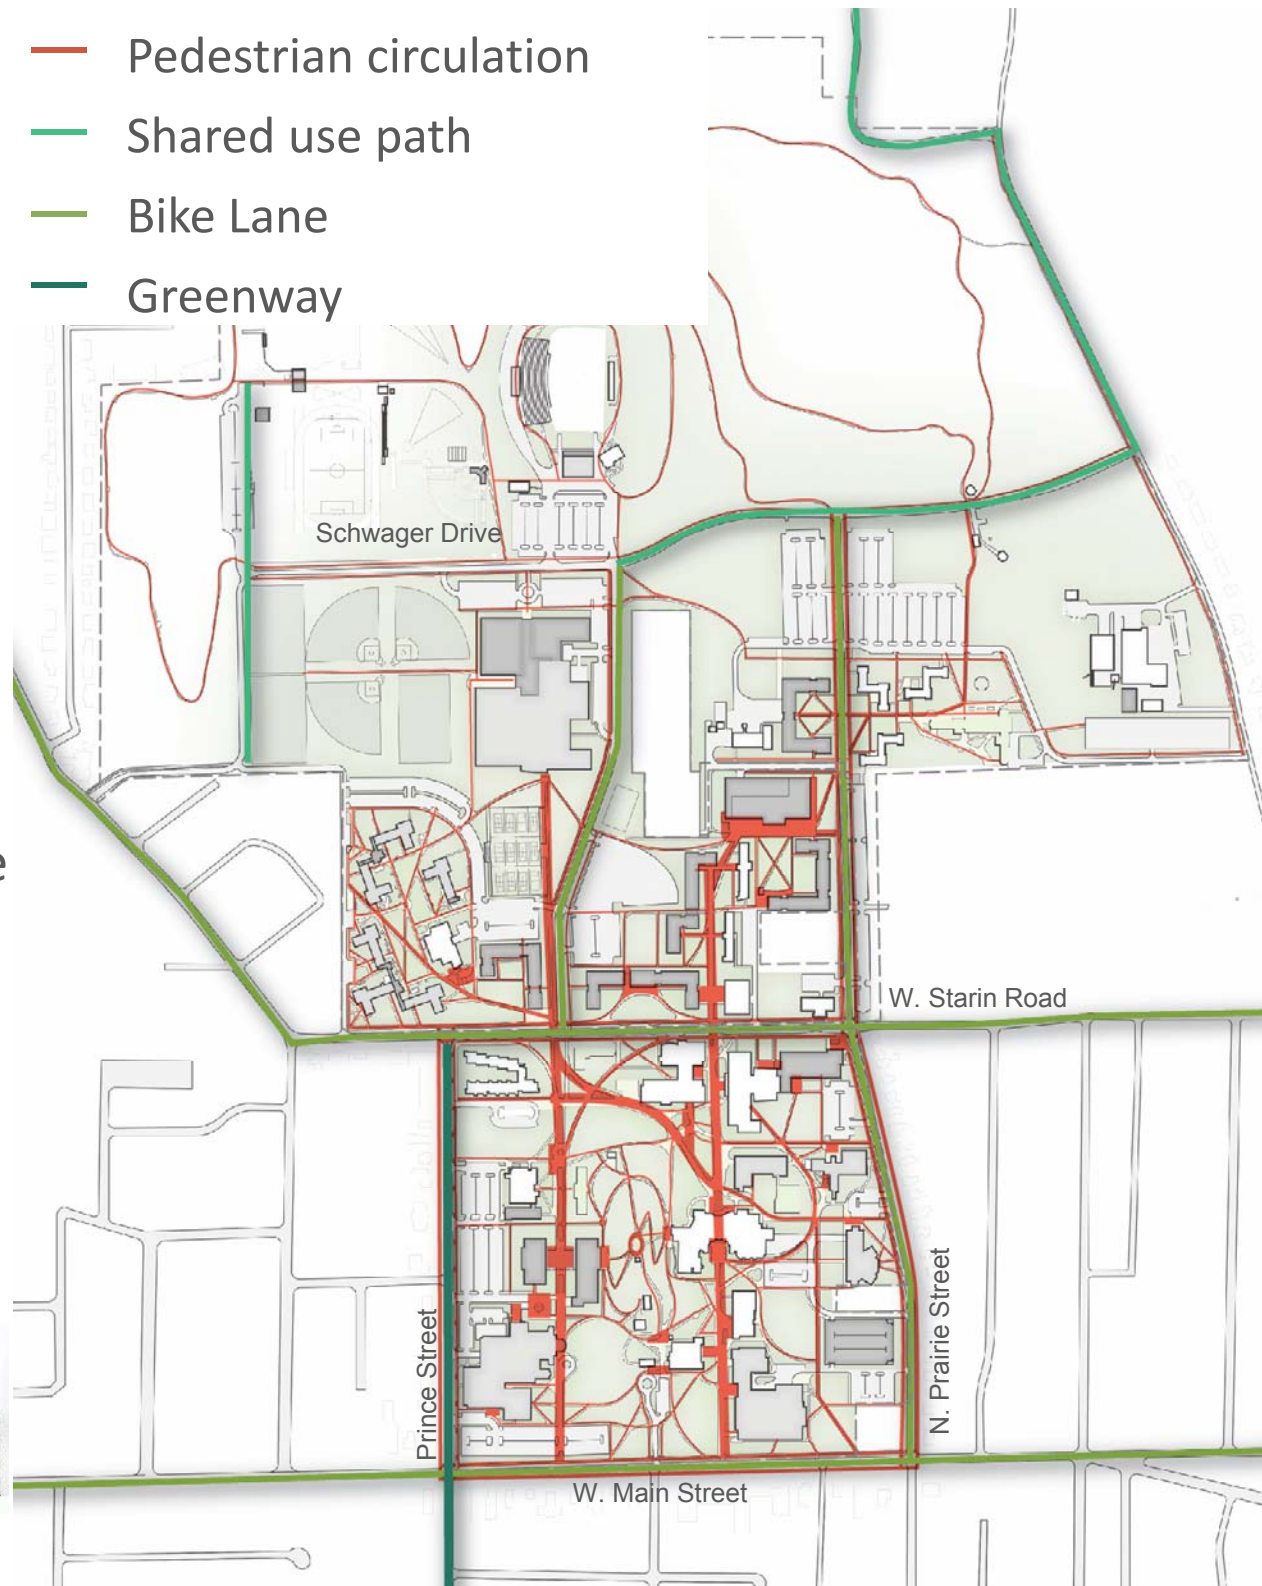 Pedestrian circulation
Shared use path
Bike Lane
Greenway
Schwager Drive
e
W. Starin Road
Prince Street
N. Prairie Street
W. Main Street